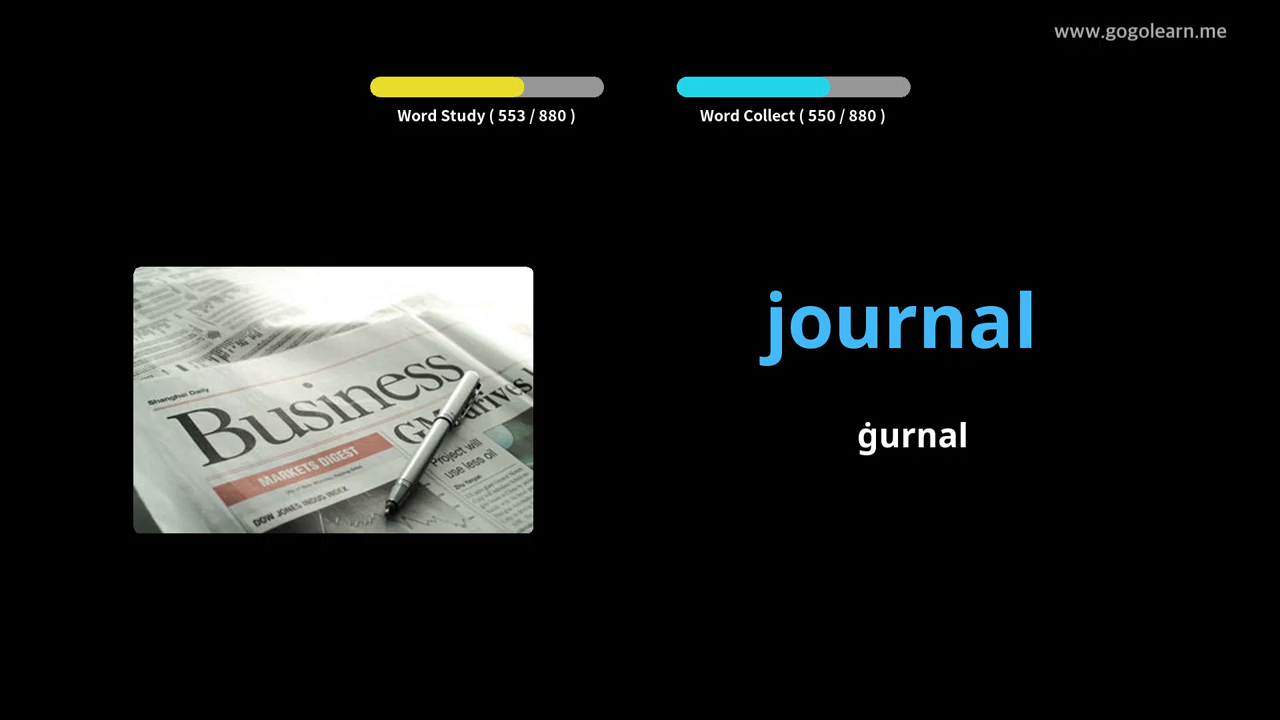 www.gogolearn.me
Word Study ( 553 / 880 )
Word Collect ( 550 / 880 )
journal
ġurnal
Shanghai Daily
Business
MARKETS DIGEST
DOW JONES INDUS INDEX
GM
drives
Project will
use less oil